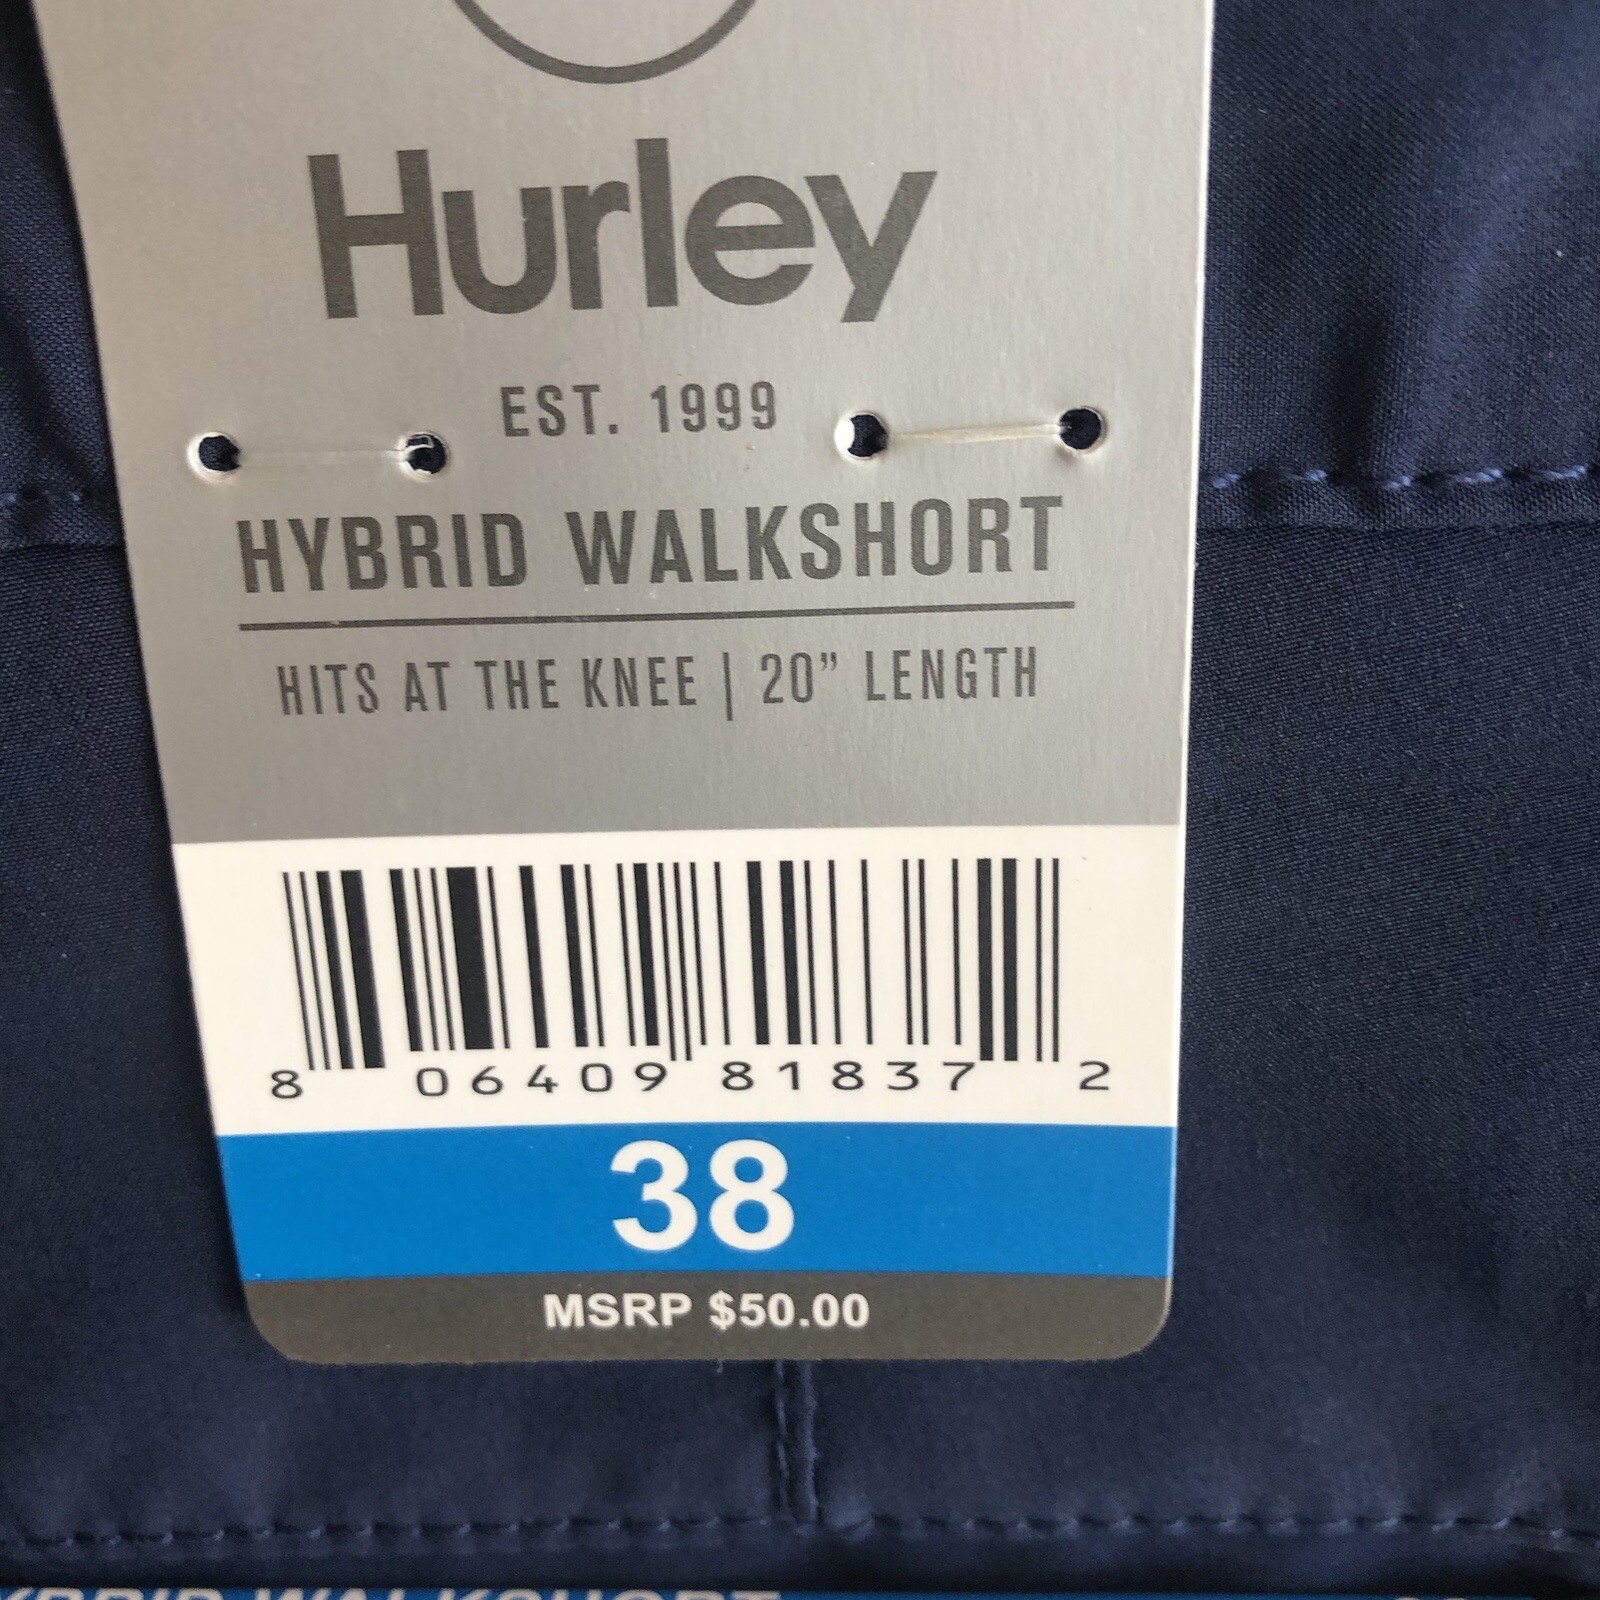 Hurley
EST. 1999
HYBRID WALKSHORT
HITS AT THE KNEE | 20” LENGTH
8 06409 81837 2
38
MSRP $50.00
WALKSHORT